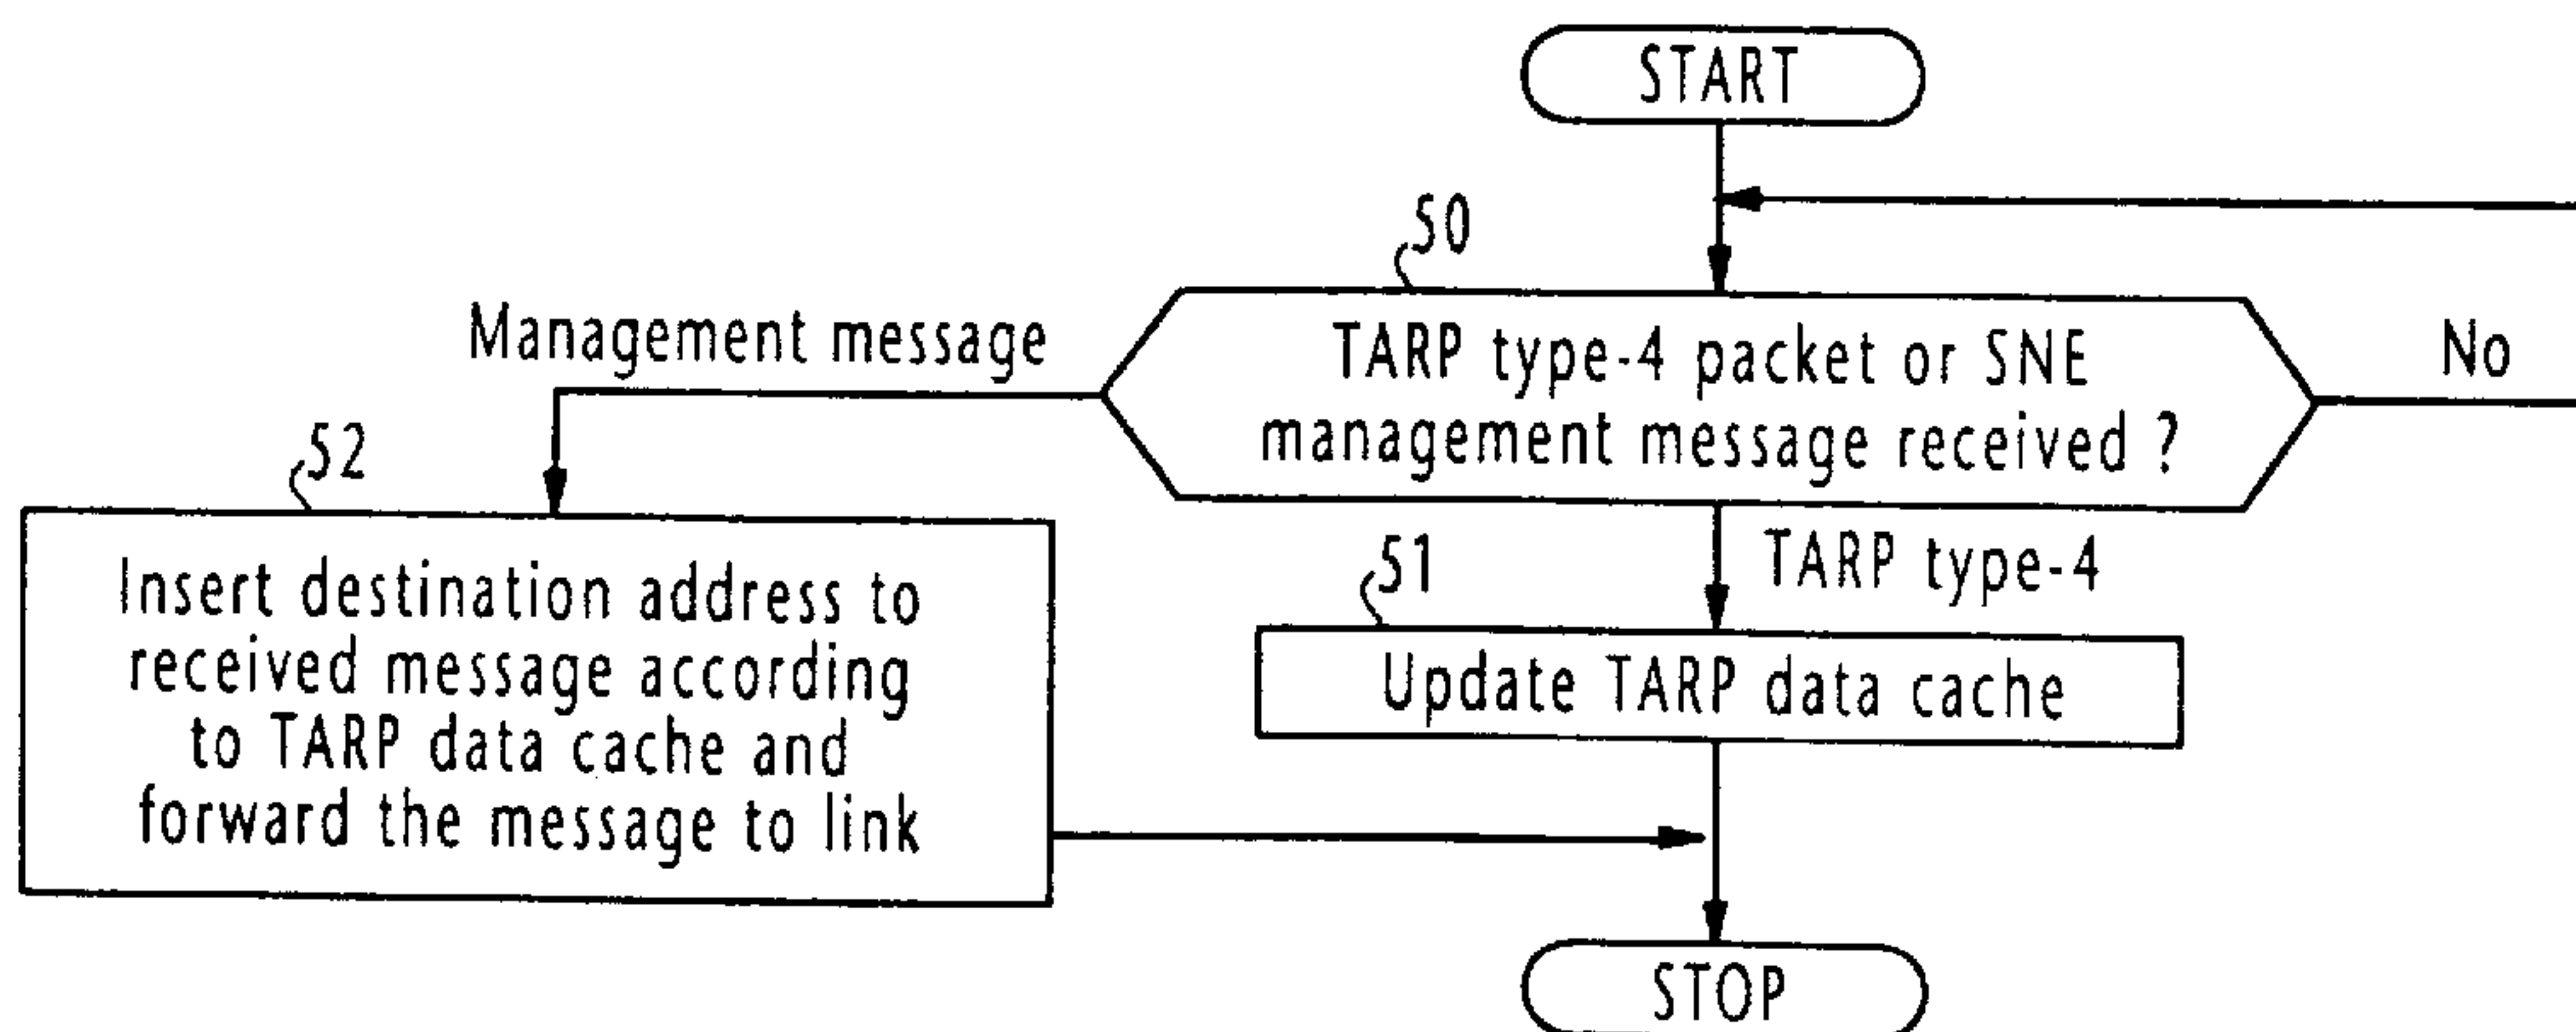 START
50
TARP type-4 packet or SNE
management message received ?
No
Management message
TARP type-4
52
Insert destination address to
received message according
to TARP data cache and
forward the message to link
51
Update TARP data cache
STOP